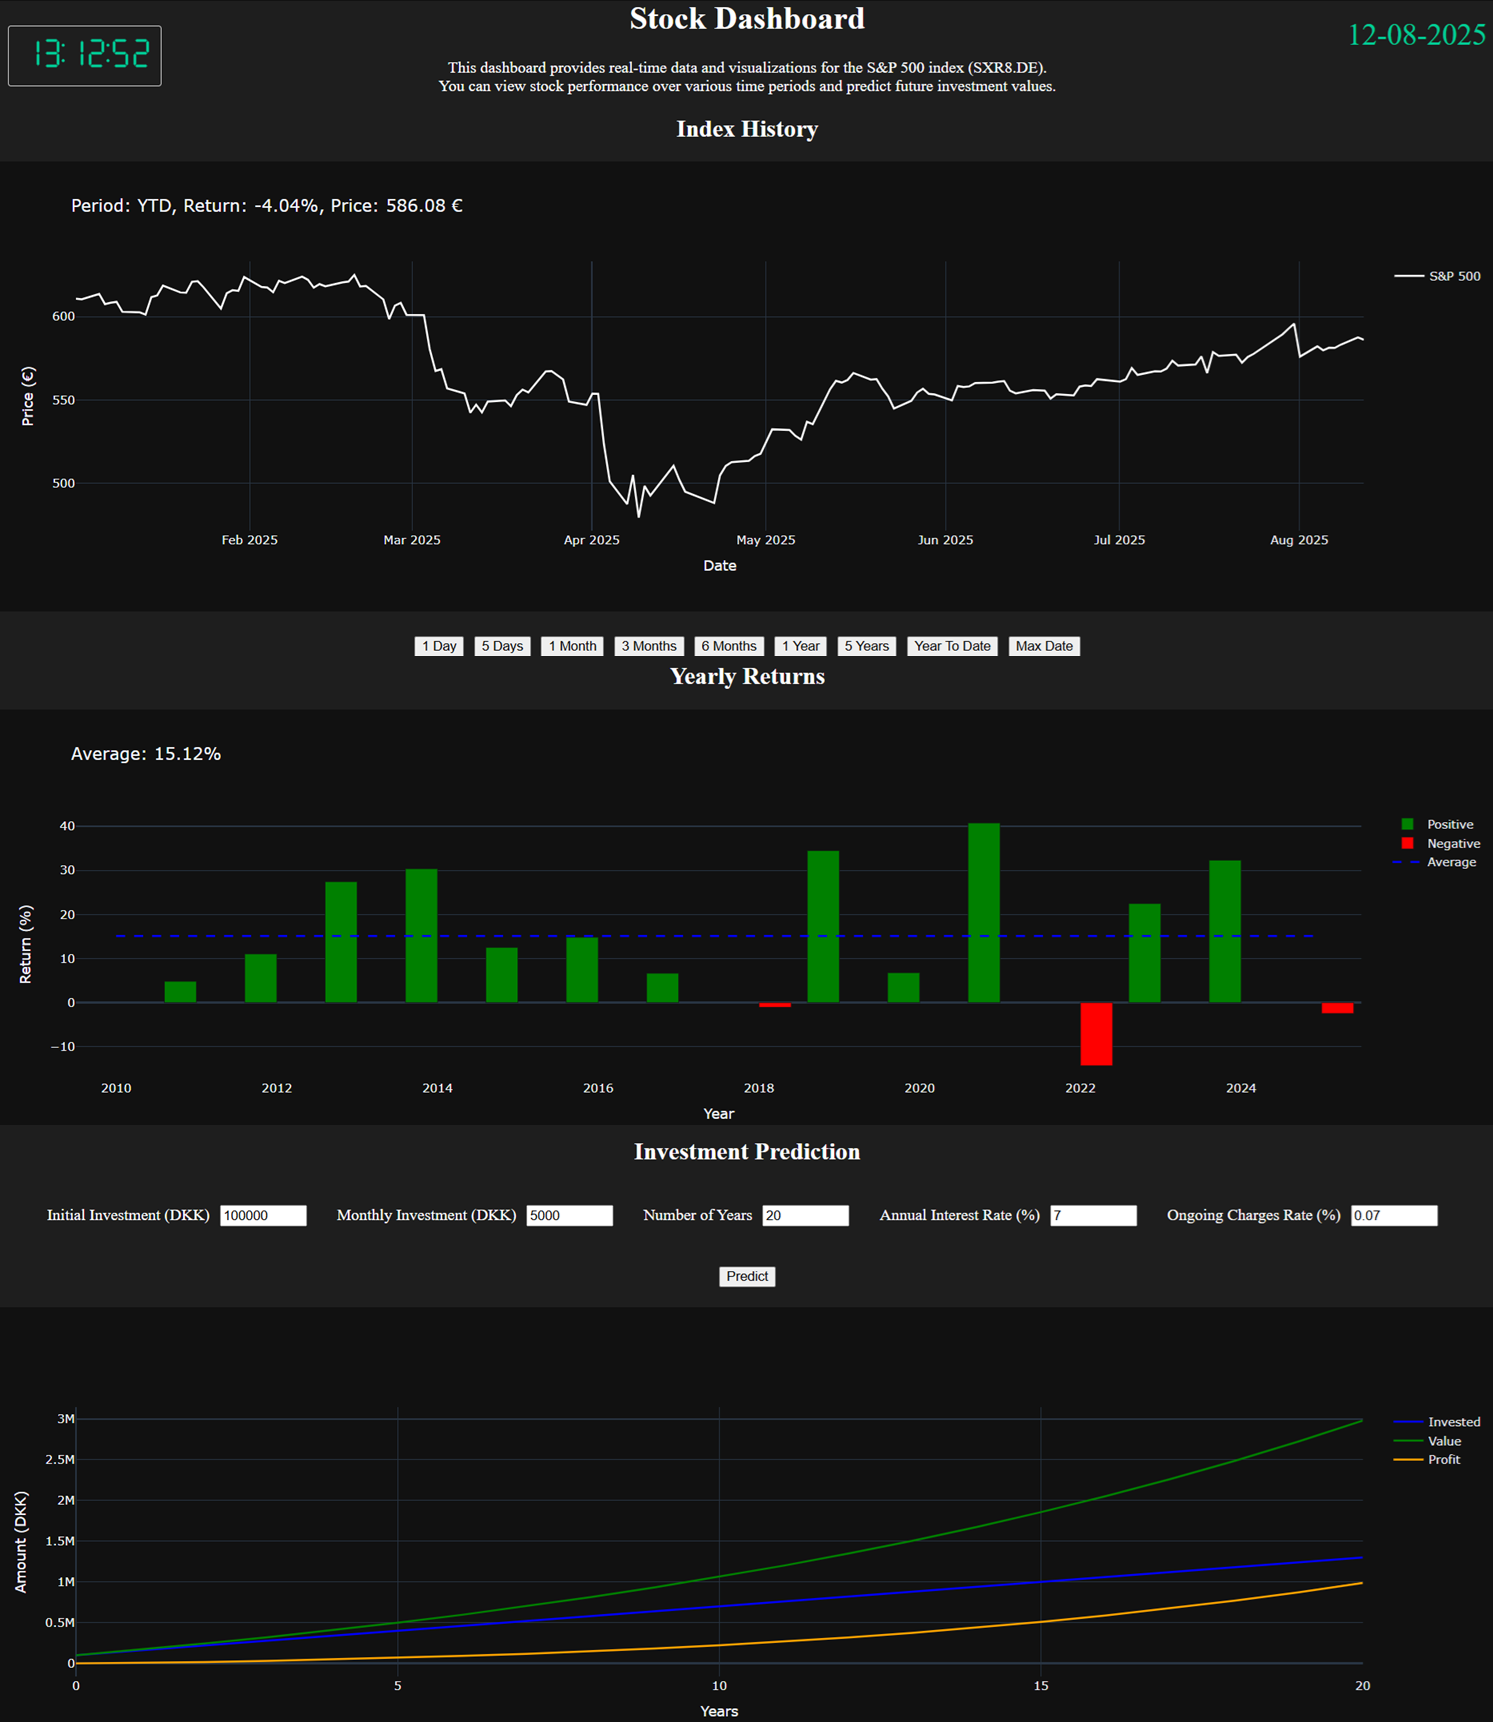 Stock Dashboard
13:12:52
12-08-2025
This dashboard provides real-time data and visualizations for the S&P 500 index (SXR8.DE).
You can view stock performance over various time periods and predict future investment values.
Index History
Period: YTD, Return: -4.04%, Price: 586.08 €
S&P 500
600
550
500
Price (€)
Feb 2025 Mar 2025 Apr 2025 May 2025 Jun 2025 Jul 2025 Aug 2025
Date
1 Day 5 Days 1 Month 3 Months 6 Months 1 Year 5 Years Year To Date Max Date
Yearly Returns
Average: 15.12%
Positive
Negative
Average
40
30
20
10
0
−10
Return (%)
2010 2012 2014 2016 2018 2020 2022 2024
Year
Investment Prediction
Initial Investment (DKK) 100000 Monthly Investment (DKK) 5000 Number of Years 20 Annual Interest Rate (%) 7 Ongoing Charges Rate (%) 0.07
Predict
Invested
Value
Profit
3M
2.5M
2M
1.5M
1M
0.5M
0
Amount (DKK)
0 5 10 15 20
Years